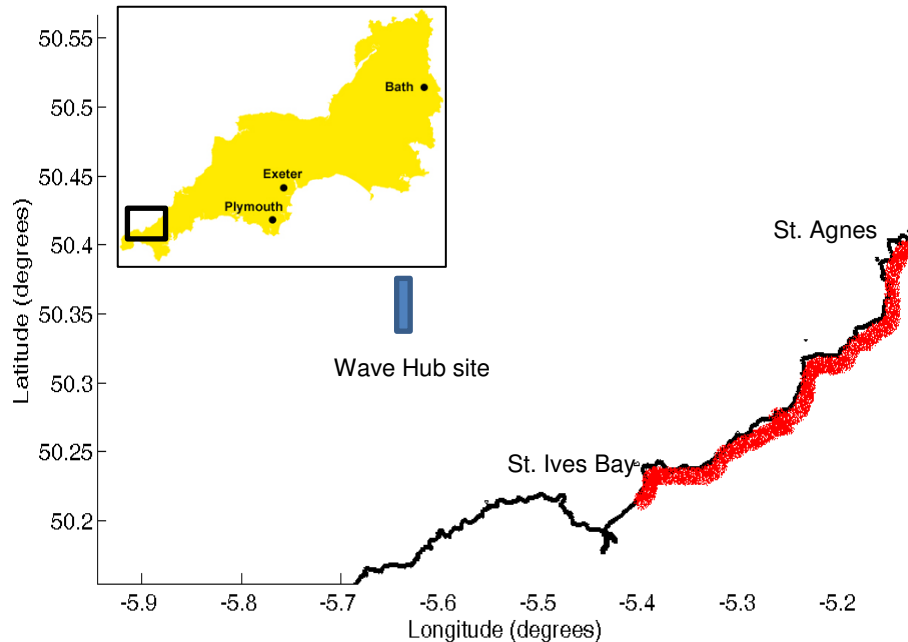 50.55
50.5
50.45
50.4
50.35
50.3
50.25
50.2
Latitude (degrees)
Bath
Exeter
Plymouth
St. Agnes
Wave Hub site
St. Ives Bay
-5.9
-5.8
-5.7
-5.6
-5.5
-5.4
-5.3
-5.2
Longitude (degrees)